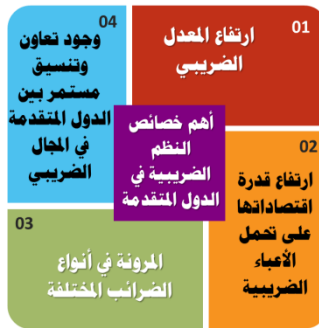 أهم خصائص
النظم
الضريبية في
الدول المتقدمة
01
ارتفاع المعدل
الضريبي
02
ارتفاع قدرة
اقتصاداتها
على تحمل
الأعباء
الضريبية
03
المرونة في أنواع
الضرائب المختلفة
04
وجود تعاون
وتنسيق
مستمر بين
الدول المتقدمة
في المجال
الضريبي